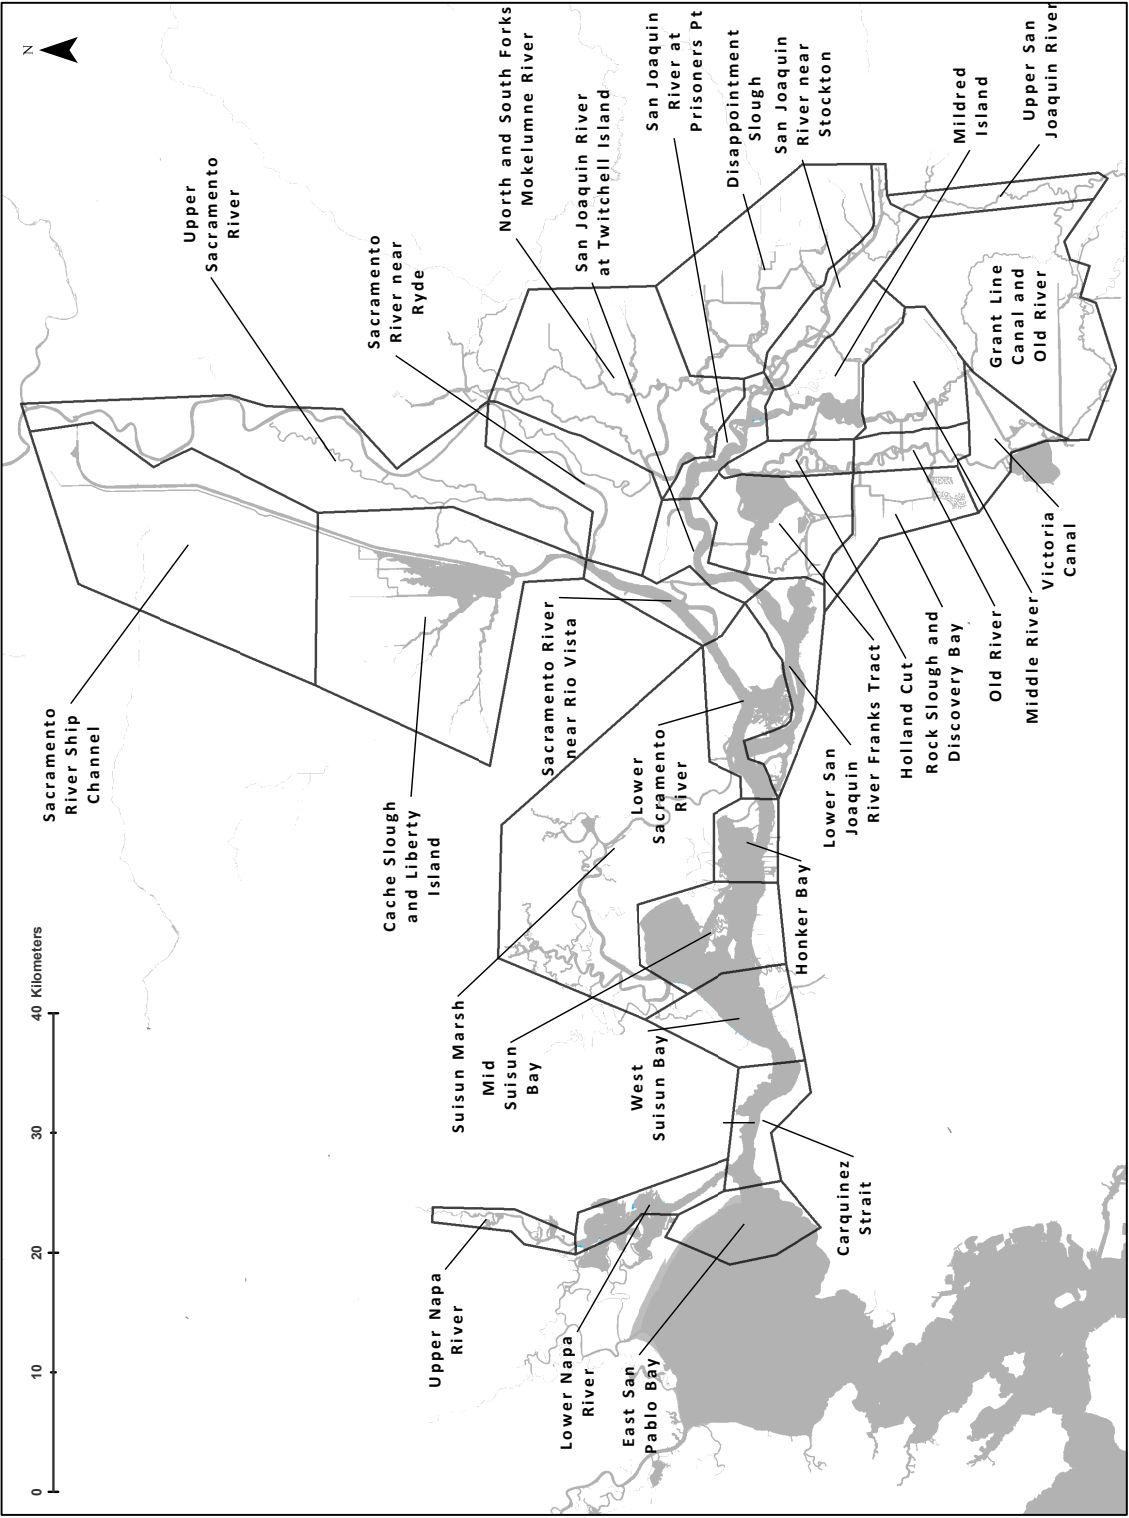 N
0
10
20
30
40 Kilometers
Sacramento
River Ship
Channel
Upper
Sacramento
River
Sacramento
River near
Ryde
North and South Forks
Mokelumne River
San Joaquin River
at Twitchell Island
San Joaquin
River at
Prisoners Pt
Disappointment
Slough
San Joaquin
River near
Stockton
Mildred
Island
Upper San
Joaquin River
Grant Line
Canal and
Old River
Victoria
Canal
Middle River
Old River
Rock Slough and
Discovery Bay
Holland Cut
Franks Tract
Lower San
Joaquin
River
Sacramento River
near Rio Vista
Lower
Sacramento
River
Cache Slough
and Liberty
Island
Honker Bay
Suisun Marsh
Mid
Suisun
Bay
West
Suisun Bay
Carquinez
Strait
Upper Napa
River
Lower Napa
River
East San
Pablo Bay